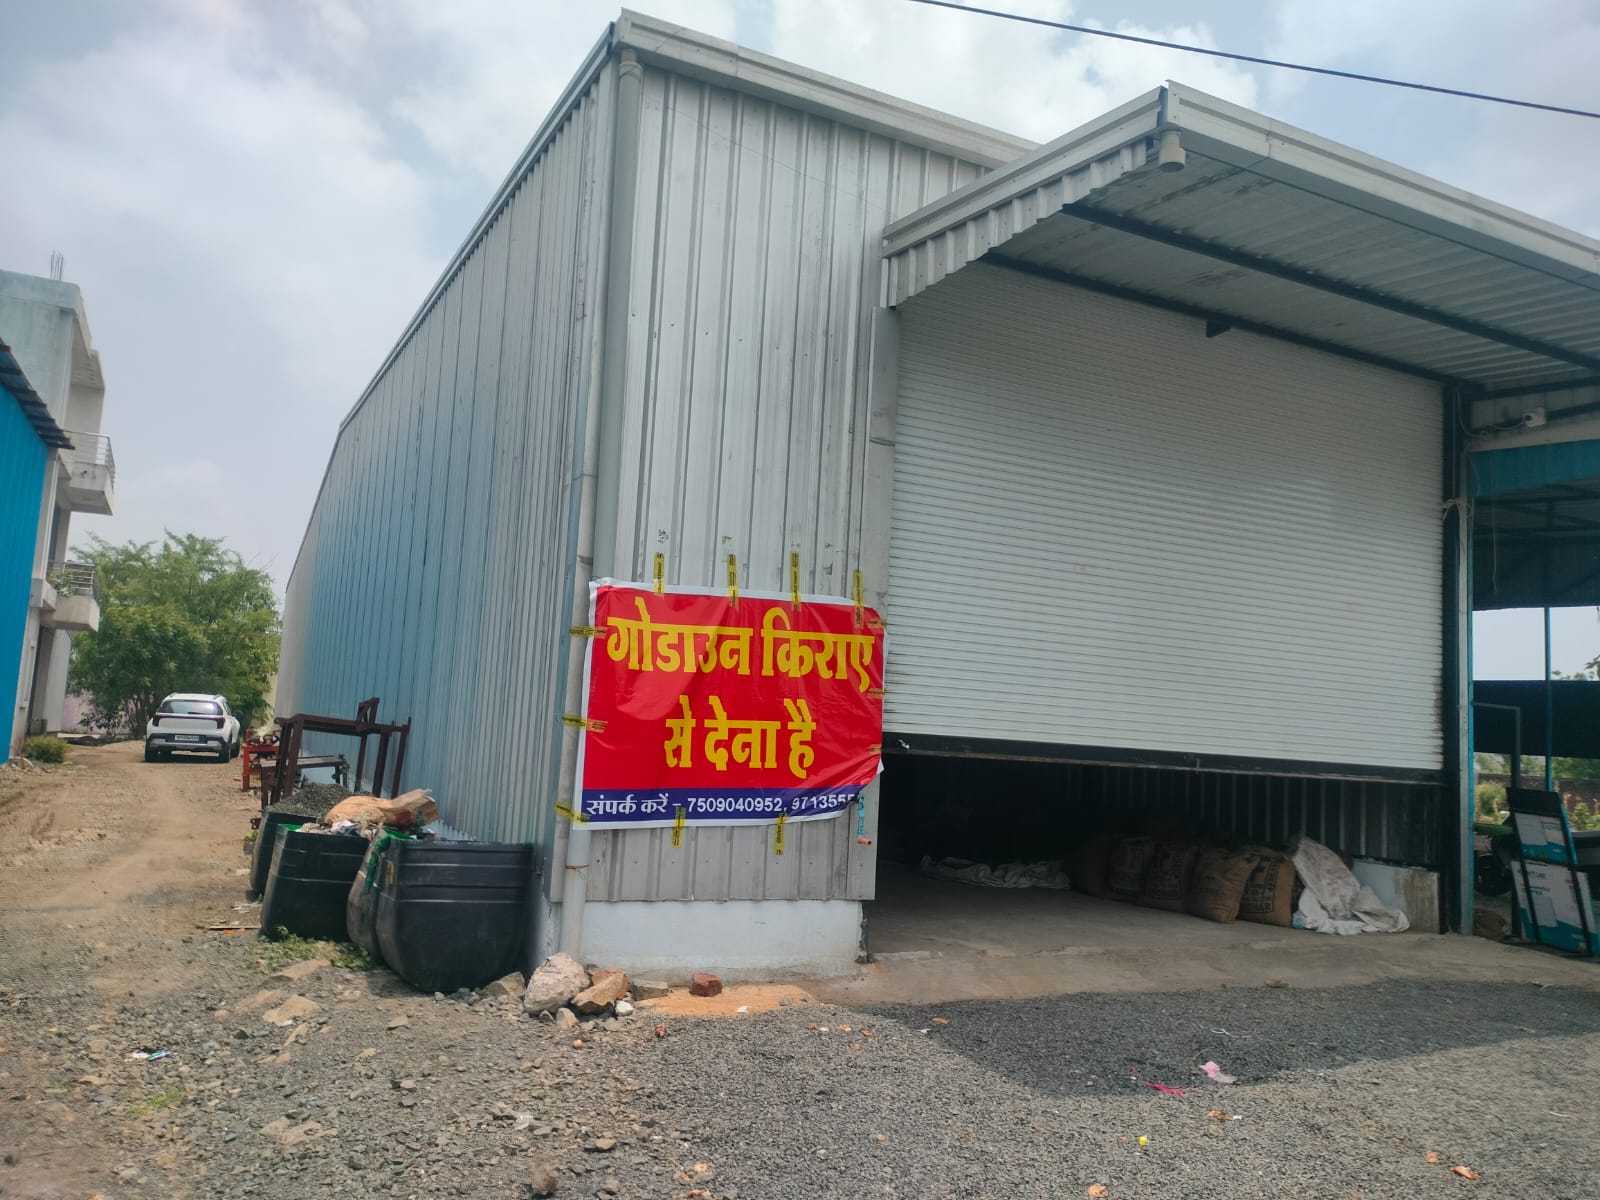 गोडाउन किराए
से देना है
संपर्क करें - 7509040952, 971355